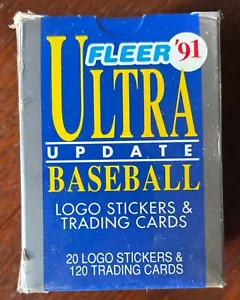 FLEER '91
ULTRA
UPDATE
BASEBALL
LOGO STICKERS &
TRADING CARDS
20 LOGO STICKERS &
120 TRADING CARDS